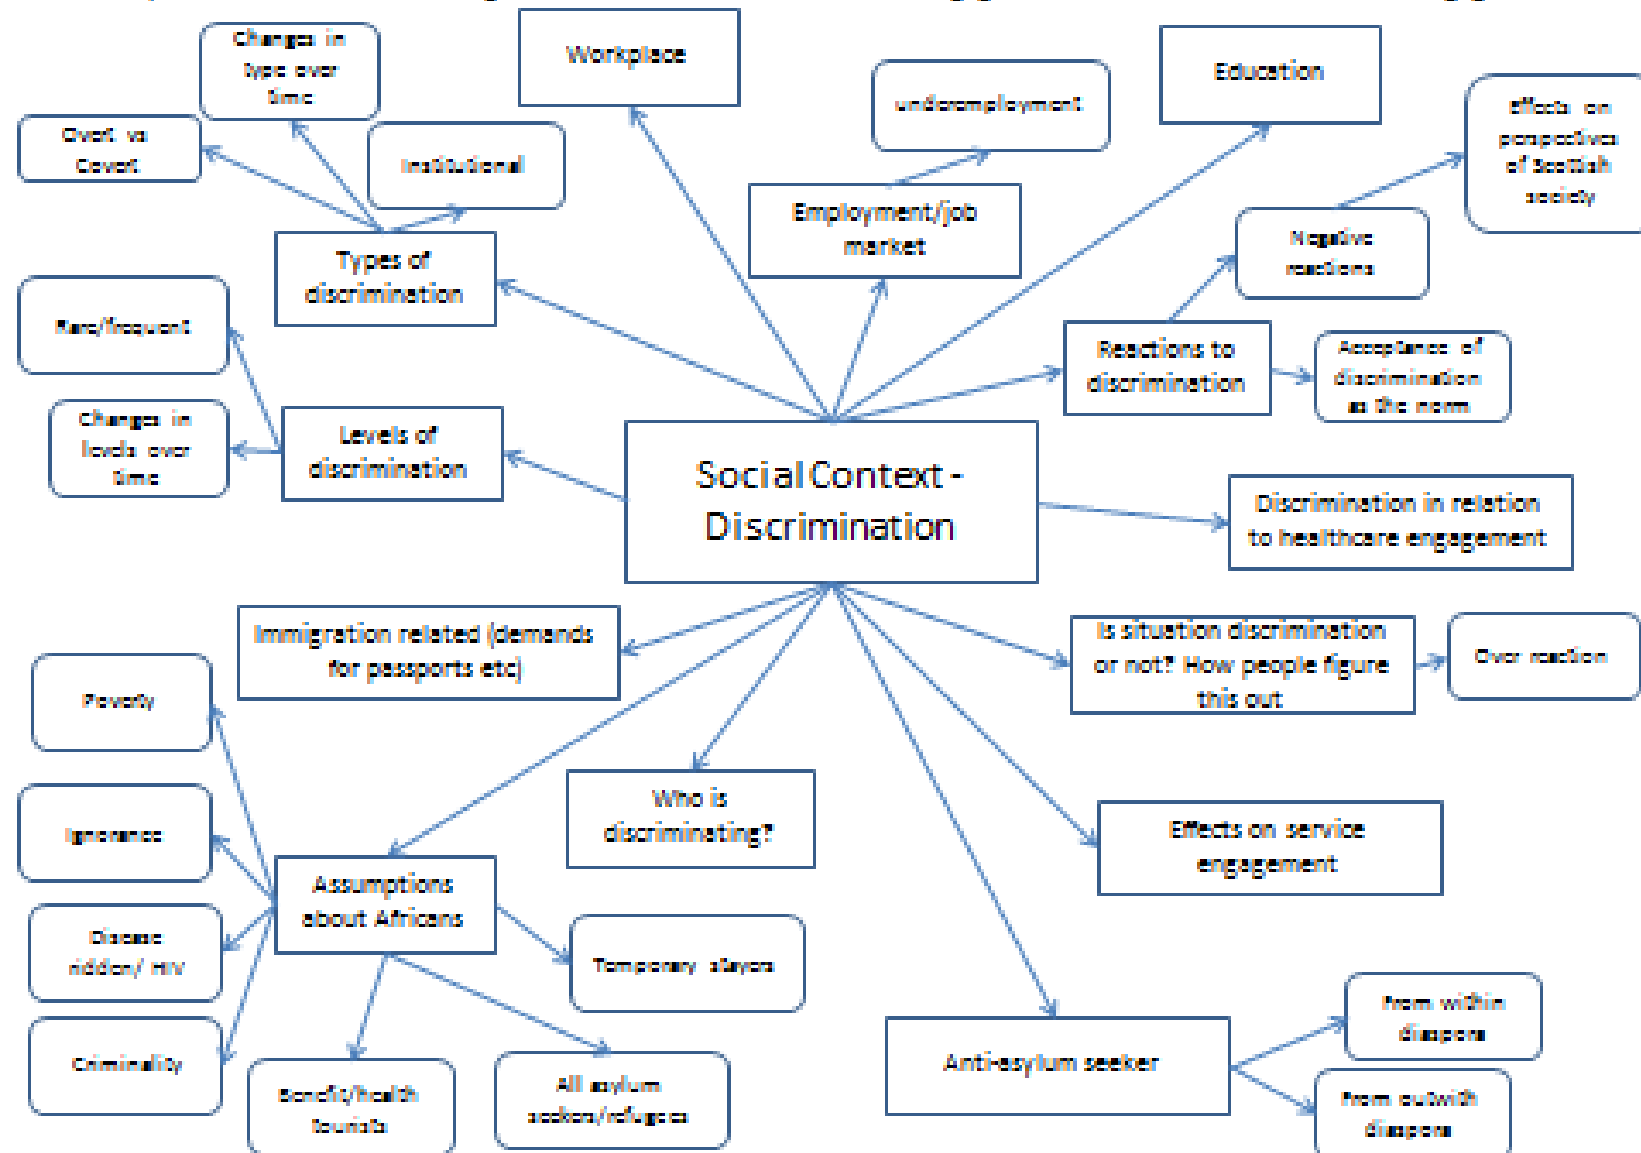 Changes in
type over
time
Workplace
Education
underemployment
Effects on
perspectives
of Scottish
society
Overt vs
Covert
Institutional
Employment/job
market
Negative
reactions
Types of
discrimination
Rare/frequent
Reactions to
discrimination
Acceptance of
discrimination
as the norm
Changes in
levels over
time
Levels of
discrimination
Social Context -
Discrimination
Discrimination in relation
to healthcare engagement
Immigration related (demands
for passports etc)
Is situation discrimination
or not? How people figure
this out
Over reaction
Poverty
Who is
discriminating?
Effects on service
engagement
Ignorance
Assumptions
about Africans
Disease
ridden/ HIV
Temporary stayers
Criminality
Benefit/health
tourists
All asylum
seekers/refugees
Anti-asylum seeker
From within
diaspora
From outwith
diaspora